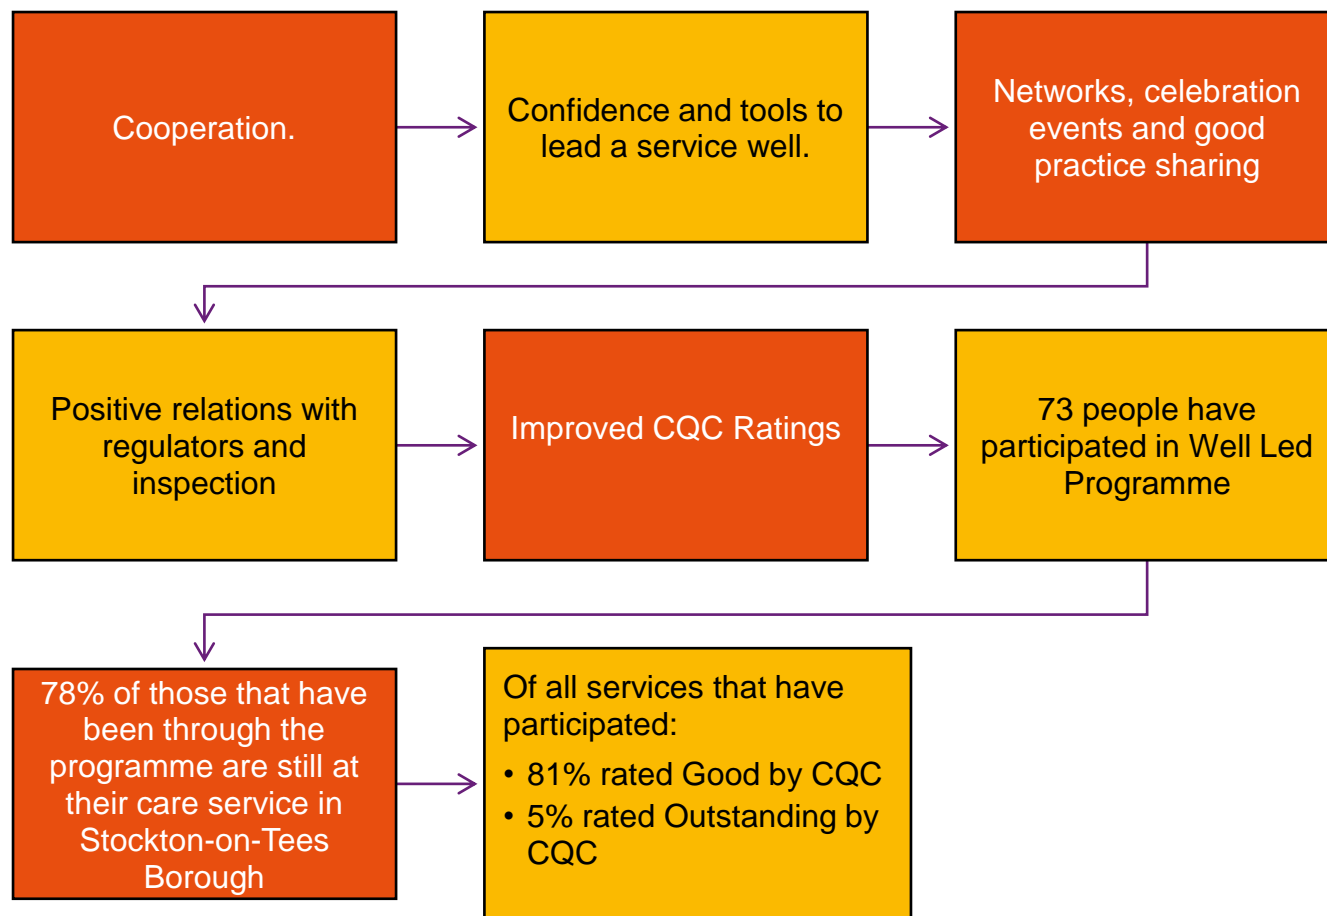 Cooperation.
Confidence and tools to
lead a service well.
Networks, celebration
events and good
practice sharing
Positive relations with
regulators and
inspection
Improved CQC Ratings
73 people have
participated in Well Led
Programme
78% of those that have
been through the
programme are still at
their care service in
Stockton-on-Tees
Borough
Of all services that have
participated:
• 81% rated Good by CQC
• 5% rated Outstanding by
CQC